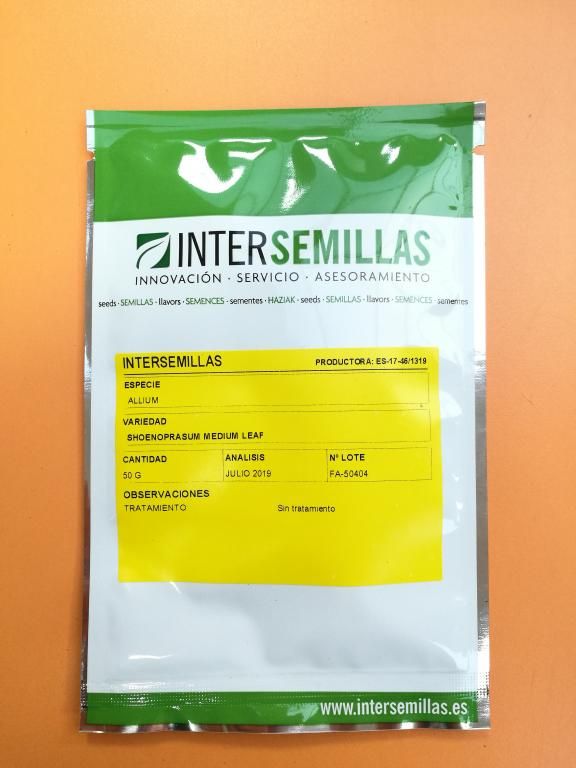 INTERSEMILLAS
INNOVACIÓN · SERVICIO · ASESORAMIENTO
seeds · SEMILLAS · llavors · SEMENCES · sementes · HAZIAK · seeds · SEMILLAS · llavors · SEMENCES · sementes
INTERSEMILLAS PRODUCTORA: ES-17-46/1319
ESPECIE
ALLIUM
VARIEDAD
SHOENOPRASUM MEDIUM LEAF
CANTIDAD ANALISIS Nº LOTE
50 G JULIO 2019 FA-50404
OBSERVACIONES
TRATAMIENTO Sin tratamiento
www.intersemillas.es